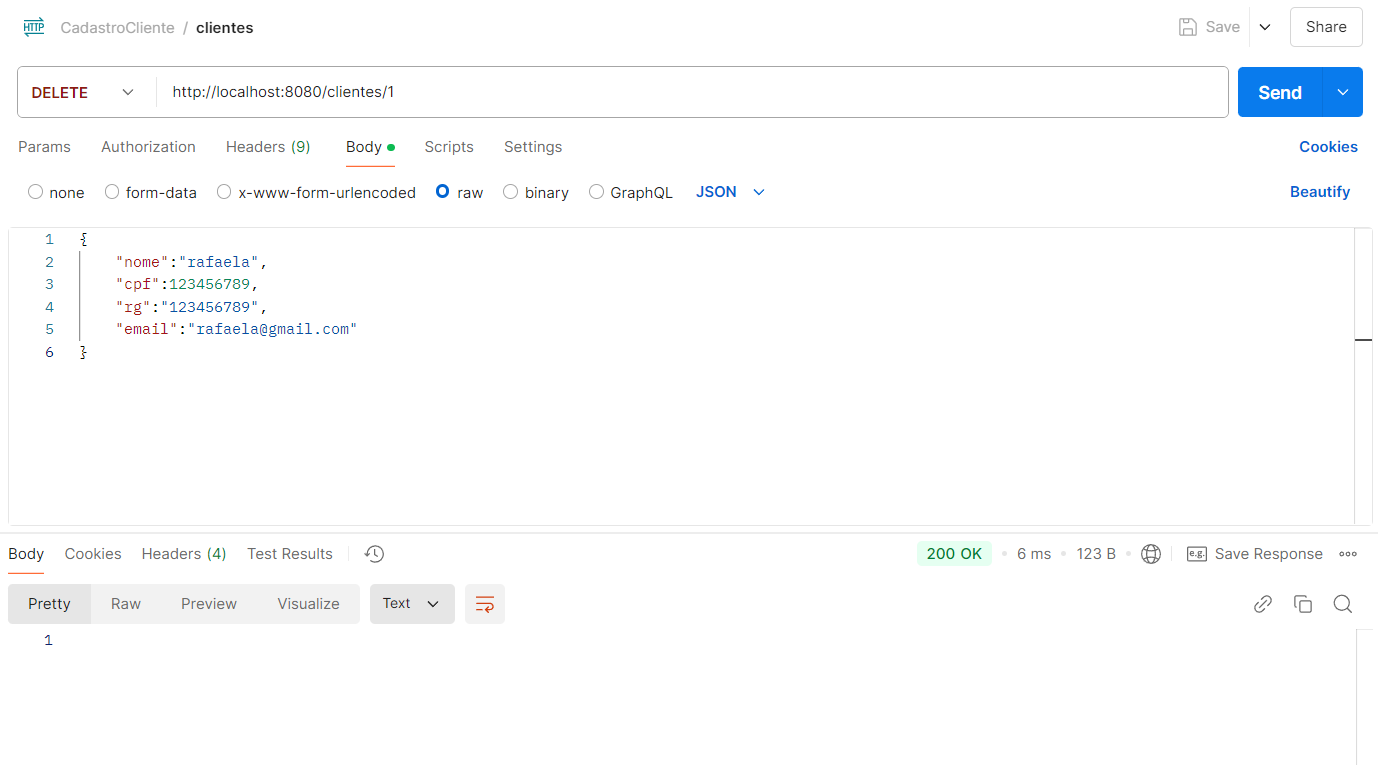 HTTP CadastroCliente / clientes Save Share
DELETE http://localhost:8080/clientes/1 Send
Params Authorization Headers (9) Body Scripts Settings Cookies
none form-data x-www-form-urlencoded raw binary GraphQL JSON Beautify
1 {
2 "nome":"rafaela",
3 "cpf":123456789,
4 "rg":"123456789",
5 "email":"rafaela@gmail.com"
6 }
Body Cookies Headers (4) Test Results 200 OK 6 ms 123 B e.g. Save Response
Pretty Raw Preview Visualize Text
1